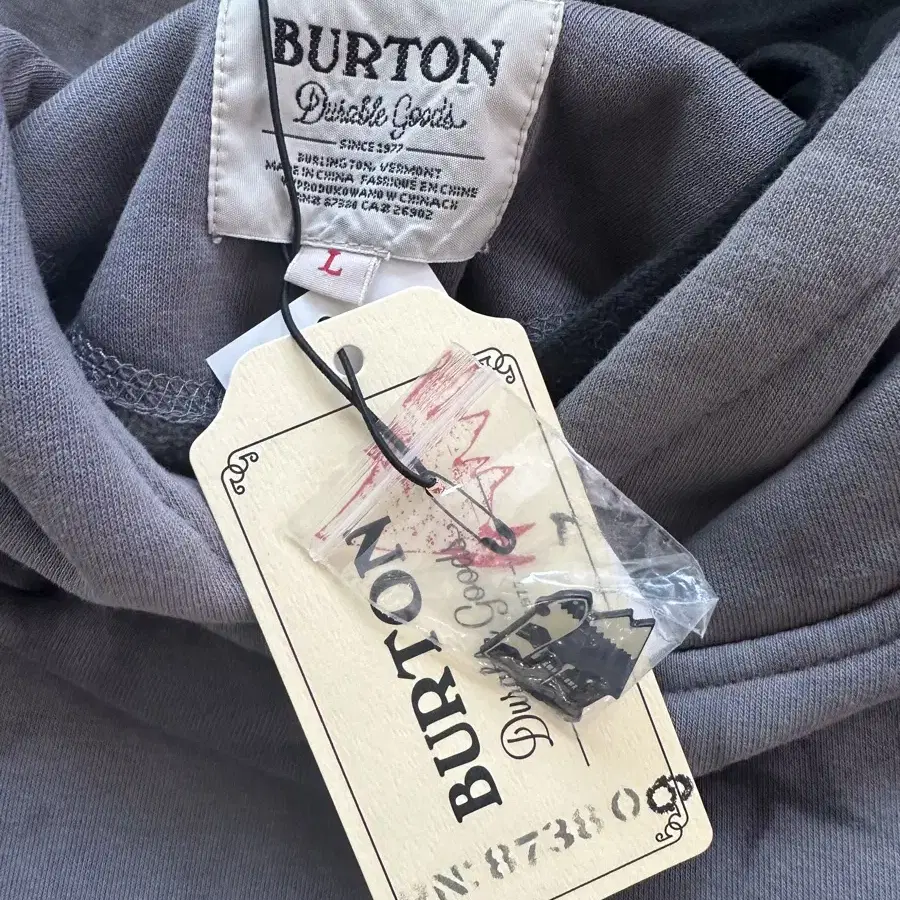 BURTON
Durable Goods
SINCE 1977
BURLINGTON, VERMONT
MADE IN CHINA FABRIQUE EN CHINE
WYPRODUKOWANO W CHINACH
RN# 87380 CA# 26902
L
BURTON
Durable Goods
N:87380